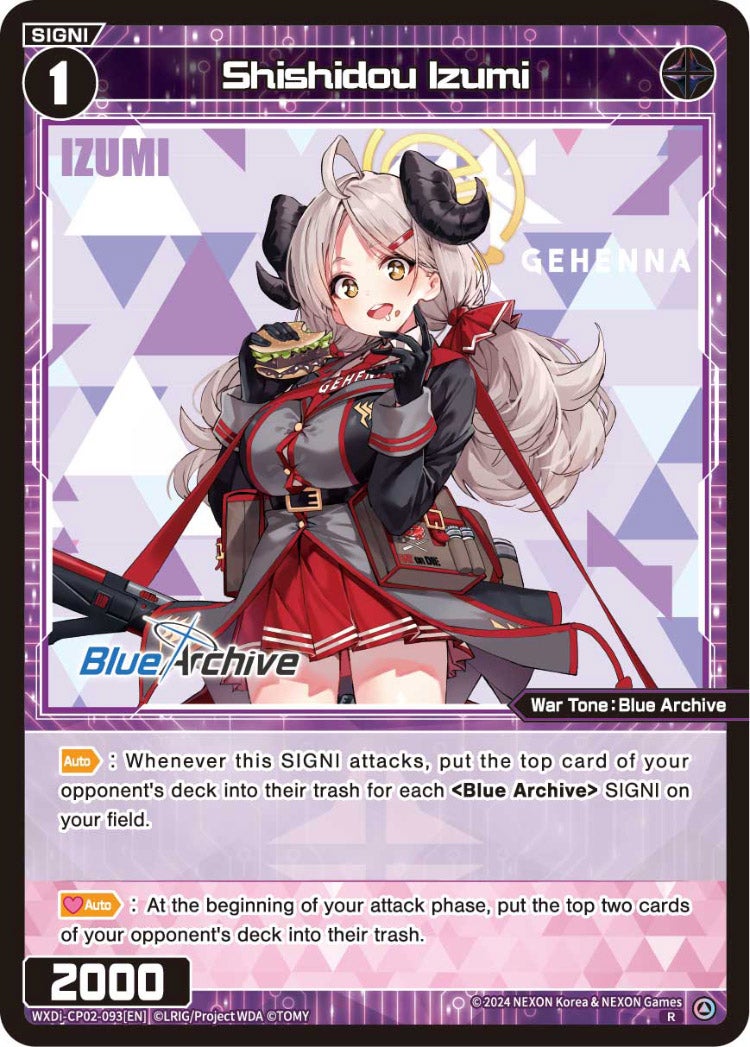 SIGNI
1
Shishidou Izumi
IZUMI
GEHENNA
GEHENNA
OR DIE
Blue Archive
War Tone:Blue Archive
Auto : Whenever this SIGNI attacks, put the top card of your
opponent's deck into their trash for each <Blue Archive> SIGNI on
your field.
Auto : At the beginning of your attack phase, put the top two cards
of your opponent's deck into their trash.
2000
©2024 NEXON Korea & NEXON Games
WXDi-CP02-093[EN] ©LRIG/Project WDA ©TOMY
R